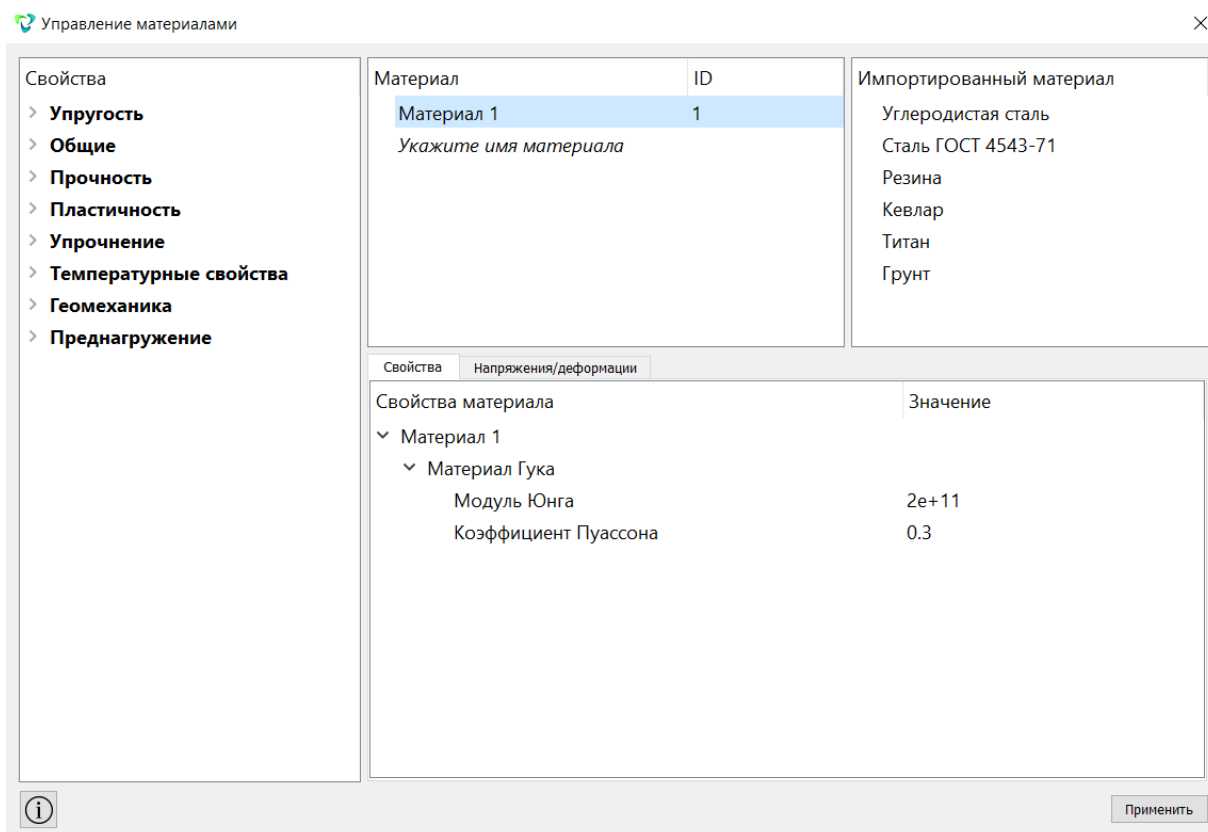 Управление материалами
Свойства
Упругость
Общие
Прочность
Пластичность
Упрочнение
Температурные свойства
Геомеханика
Преднагружение
Материал ID
Материал 1 1
Укажите имя материала
Импортированный материал
Углеродистая сталь
Сталь ГОСТ 4543-71
Резина
Кевлар
Титан
Грунт
Свойства Напряжения/деформации
Свойства материала Значение
Материал 1
Материал Гука
Модуль Юнга 2e+11
Коэффициент Пуассона 0.3
Применить